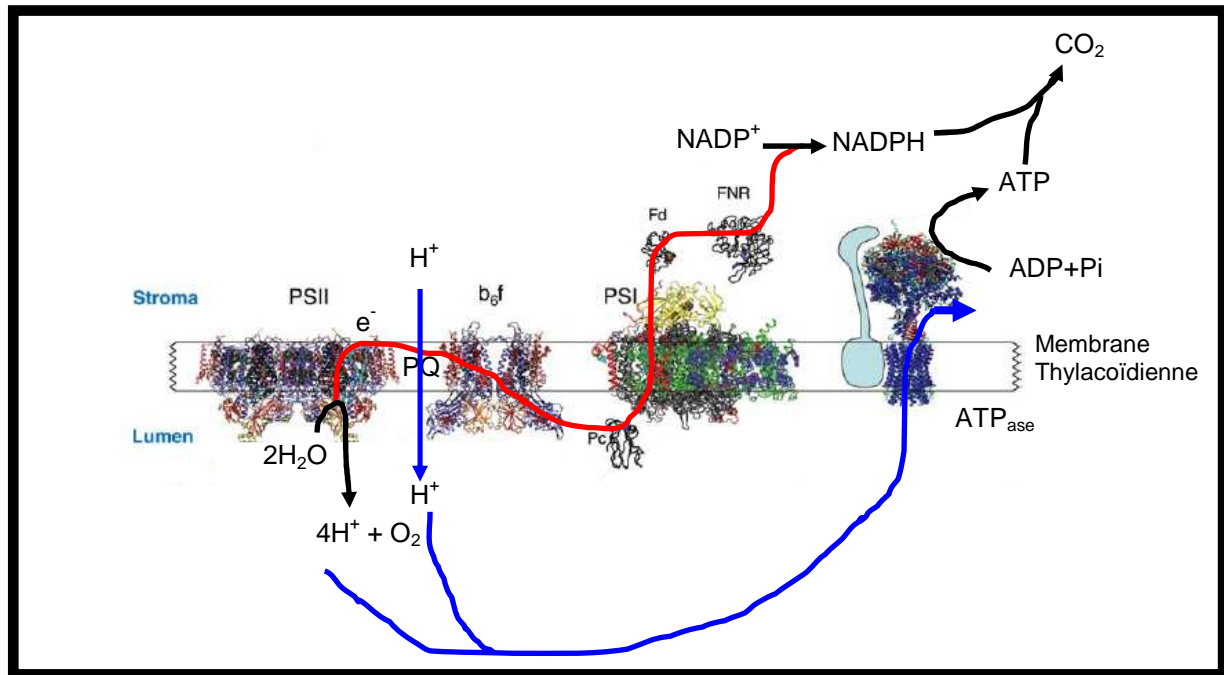 CO₂
NADP⁺
NADPH
ATP
FNR
Fd
H⁺
ADP+Pi
Stroma
PSII
b₆f
PSI
e⁻
PQ
Membrane
Thylacoïdienne
ATPase
Lumen
Pc
2H₂O
H⁺
4H⁺ + O₂